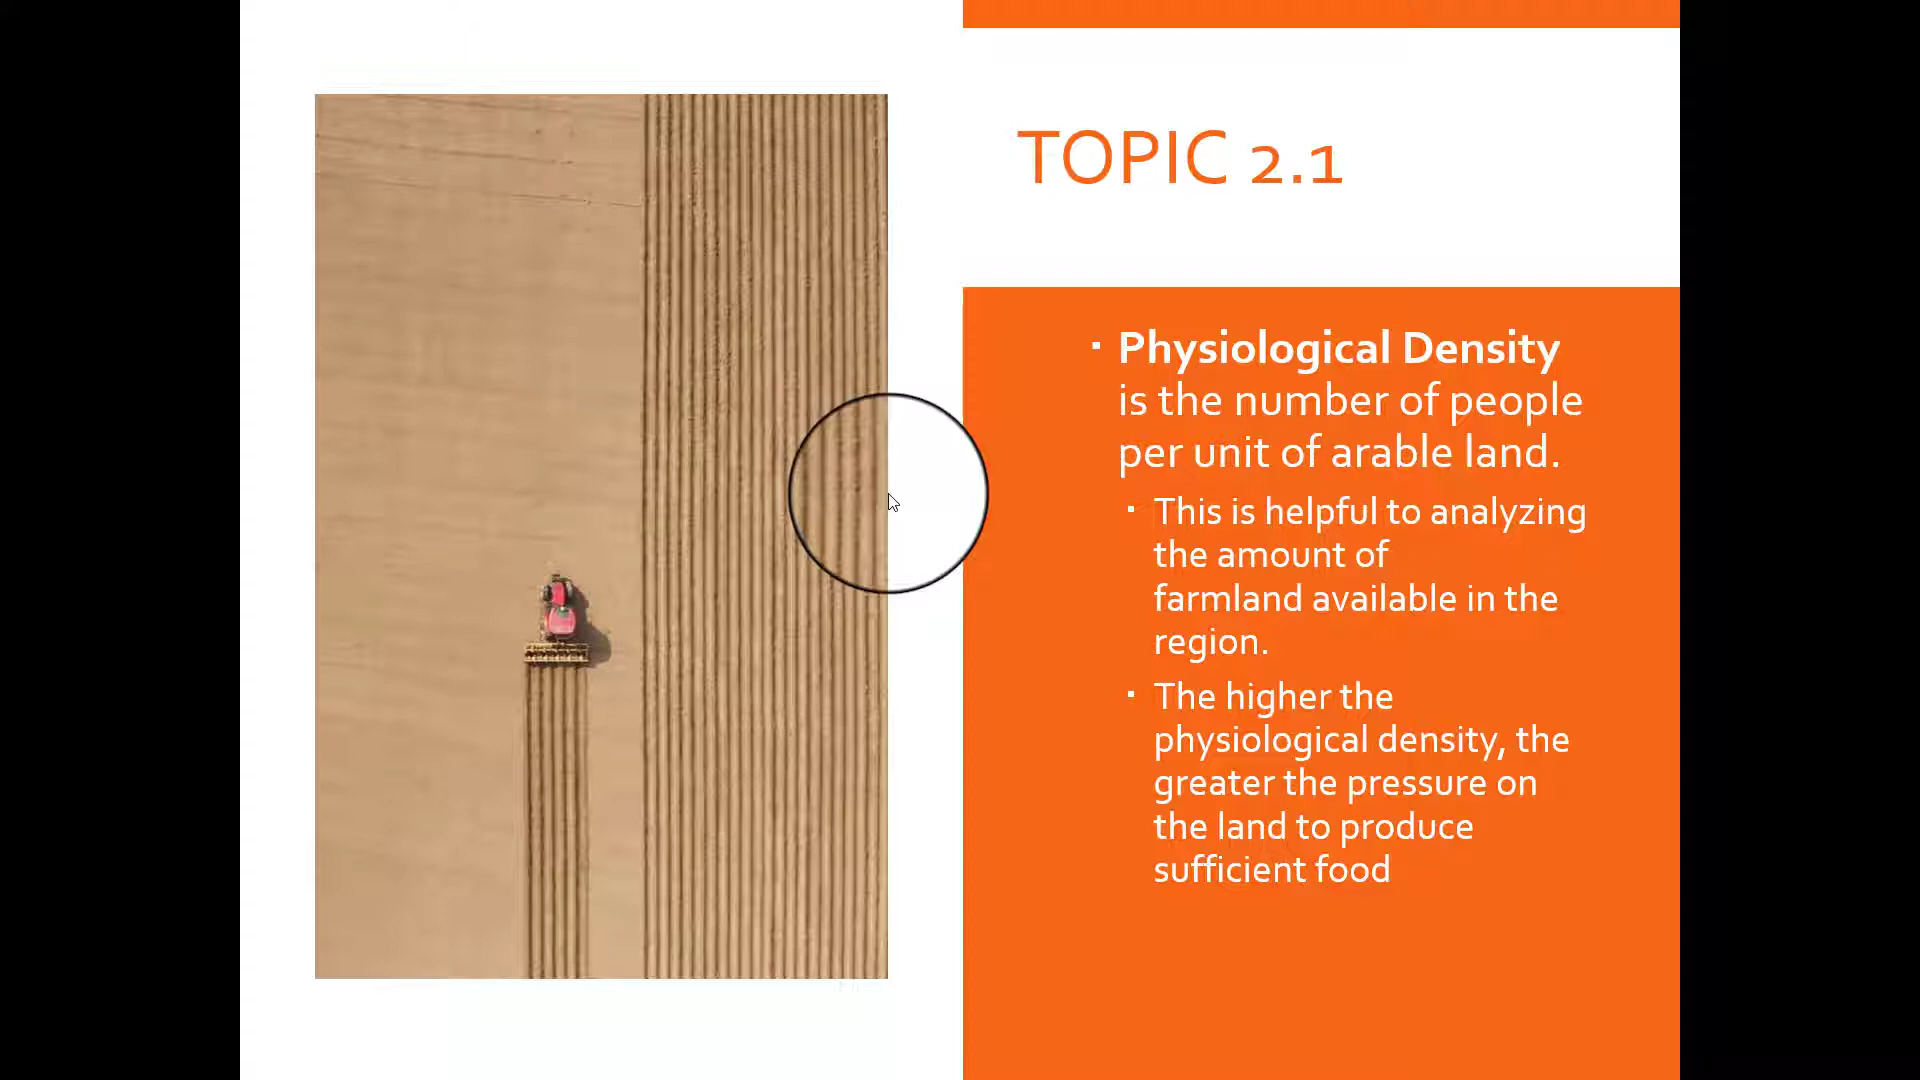 TOPIC 2.1
▪ Physiological Density
is the number of people
per unit of arable land.
▪ This is helpful to analyzing
the amount of
farmland available in the
region.
▪ The higher the
physiological density, the
greater the pressure on
the land to produce
sufficient food